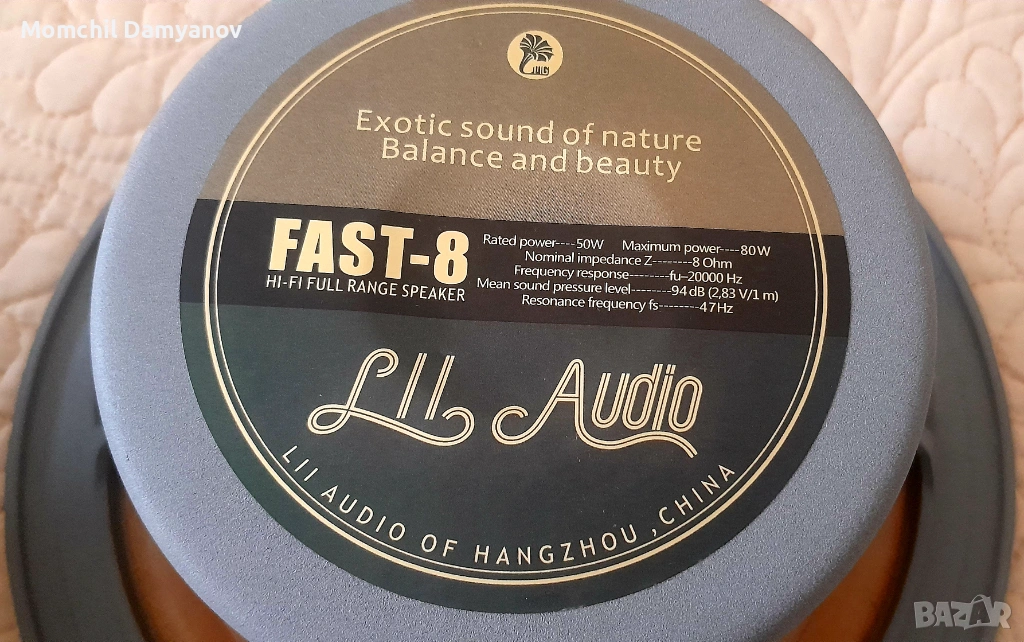 Momchil Damyanov
Exotic sound of nature
Balance and beauty
FAST-8
HI-FI FULL RANGE SPEAKER
Rated power----50W Maximum power----80W
Nominal impedance Z--------8 Ohm
Frequency response--------fu–20000 Hz
Mean sound pressure level--------94 dB (2,83 V/1 m)
Resonance frequency fs--------47Hz
LII Audio
LII AUDIO OF HANGZHOU ,CHINA
BAZAR